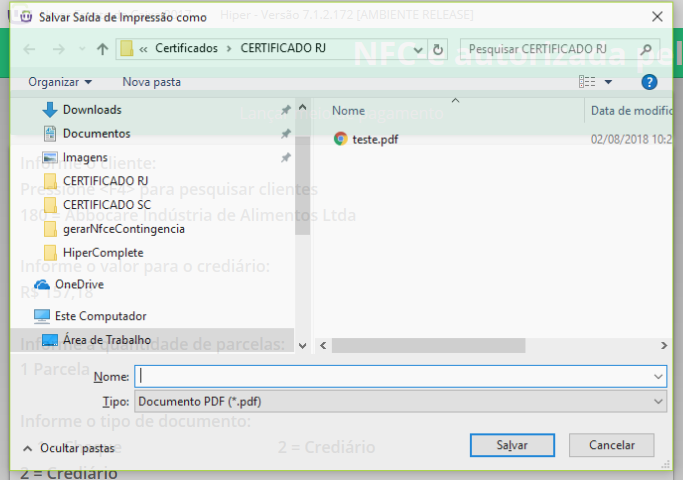 Salvar Saída de Impressão como
Hiper - Versão 7.1.2.172 [AMBIENTE RELEASE]
« Certificados › CERTIFICADO RJ
Pesquisar CERTIFICADO RJ
NFC-e autorizada pel
Organizar
Nova pasta
?
Downloads
Documentos
Imagens
CERTIFICADO RJ
CERTIFICADO SC
gerarNfceContingencia
HiperComplete
OneDrive
Este Computador
Área de Trabalho
Nome
Data de modific
teste.pdf
02/08/2018 10:2
Informe o cliente:
Pressione <F4> para pesquisar clientes
180 - Abbocare Indústria de Alimentos Ltda
Informe o valor para o crediário:
R$ 157,18
Informe a quantidade de parcelas:
1 Parcela
Nome:
Tipo:
Documento PDF (*.pdf)
Informe o tipo de documento:
2 = Crediário
Ocultar pastas
Salvar
Cancelar
2 = Crediário